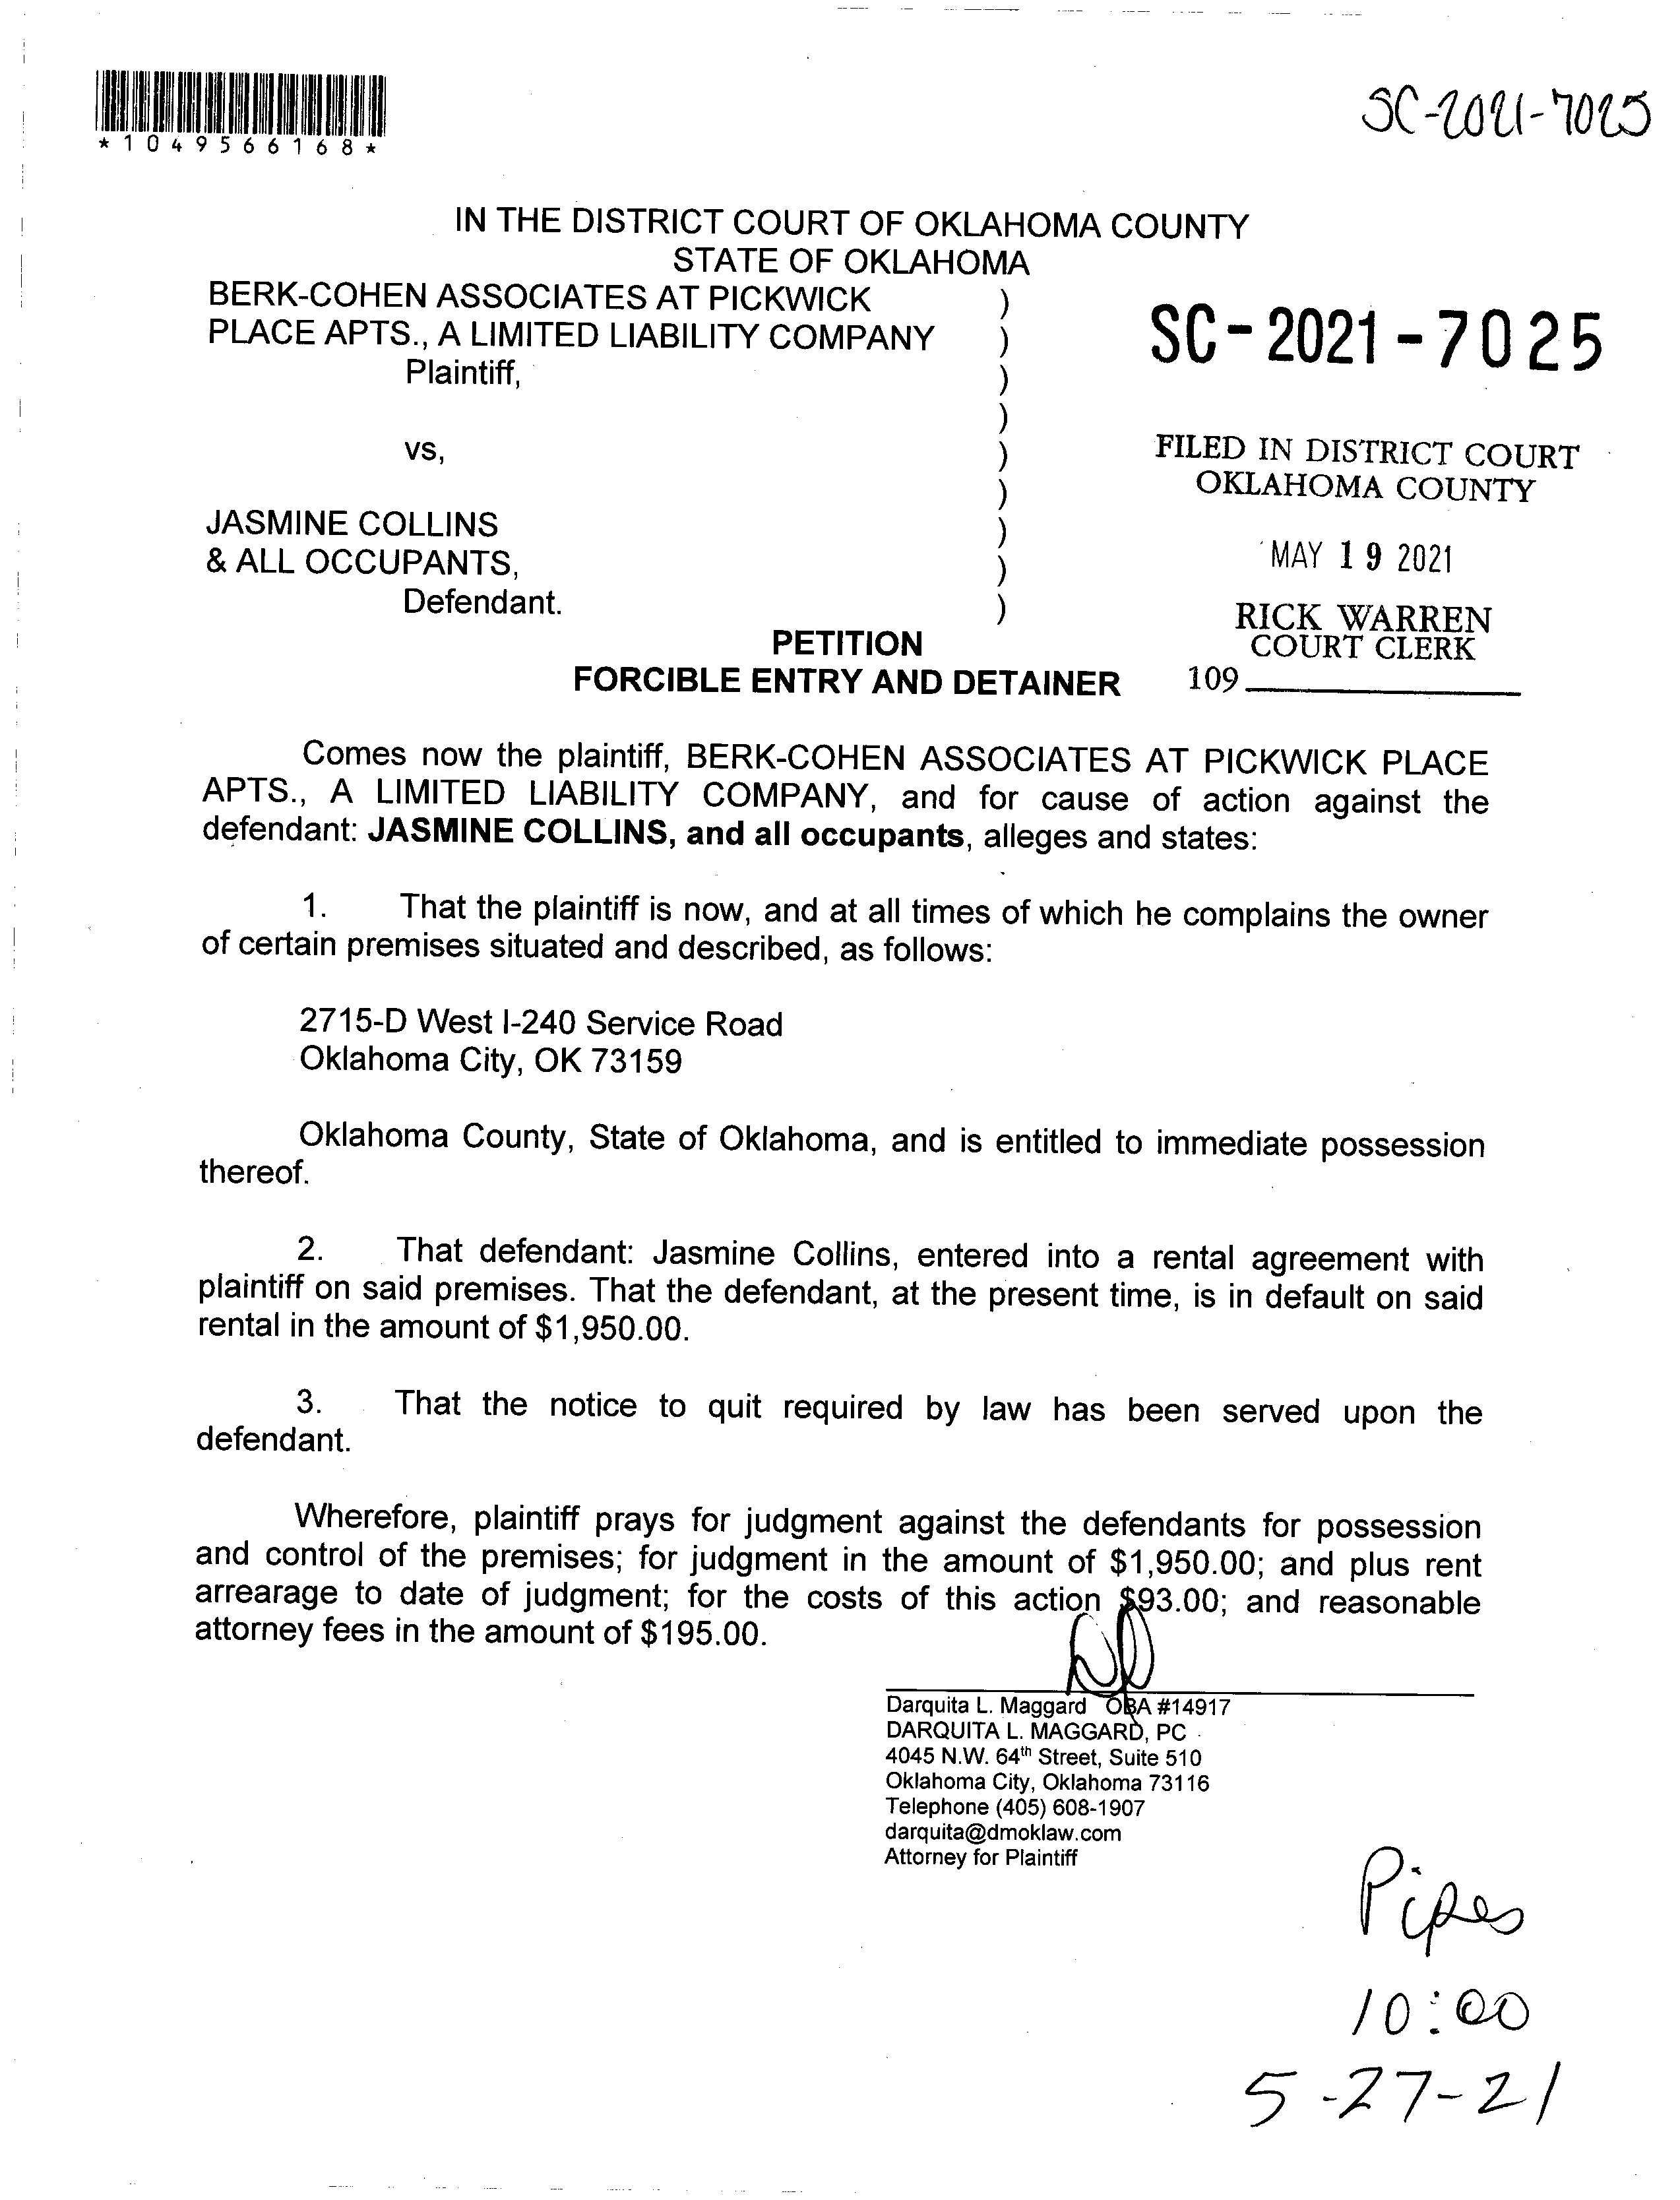 *1049566168*
SC-2021-7025
IN THE DISTRICT COURT OF OKLAHOMA COUNTY
STATE OF OKLAHOMA
BERK-COHEN ASSOCIATES AT PICKWICK )
PLACE APTS., A LIMITED LIABILITY COMPANY )
Plaintiff, )
)
vs, )
)
JASMINE COLLINS )
& ALL OCCUPANTS, )
Defendant. )
SC-2021-7025
FILED IN DISTRICT COURT
OKLAHOMA COUNTY
MAY 19 2021
RICK WARREN
COURT CLERK
109
PETITION
FORCIBLE ENTRY AND DETAINER
Comes now the plaintiff, BERK-COHEN ASSOCIATES AT PICKWICK PLACE
APTS., A LIMITED LIABILITY COMPANY, and for cause of action against the
defendant: JASMINE COLLINS, and all occupants, alleges and states:
1. That the plaintiff is now, and at all times of which he complains the owner
of certain premises situated and described, as follows:
2715-D West I-240 Service Road
Oklahoma City, OK 73159
Oklahoma County, State of Oklahoma, and is entitled to immediate possession
thereof.
2. That defendant: Jasmine Collins, entered into a rental agreement with
plaintiff on said premises. That the defendant, at the present time, is in default on said
rental in the amount of $1,950.00.
3. That the notice to quit required by law has been served upon the
defendant.
Wherefore, plaintiff prays for judgment against the defendants for possession
and control of the premises; for judgment in the amount of $1,950.00; and plus rent
arrearage to date of judgment; for the costs of this action $93.00; and reasonable
attorney fees in the amount of $195.00.
Darquita L. Maggard OBA #14917
DARQUITA L. MAGGARD, PC
4045 N.W. 64th Street, Suite 510
Oklahoma City, Oklahoma 73116
Telephone (405) 608-1907
darquita@dmoklaw.com
Attorney for Plaintiff
Pipes
10:00
5-27-21